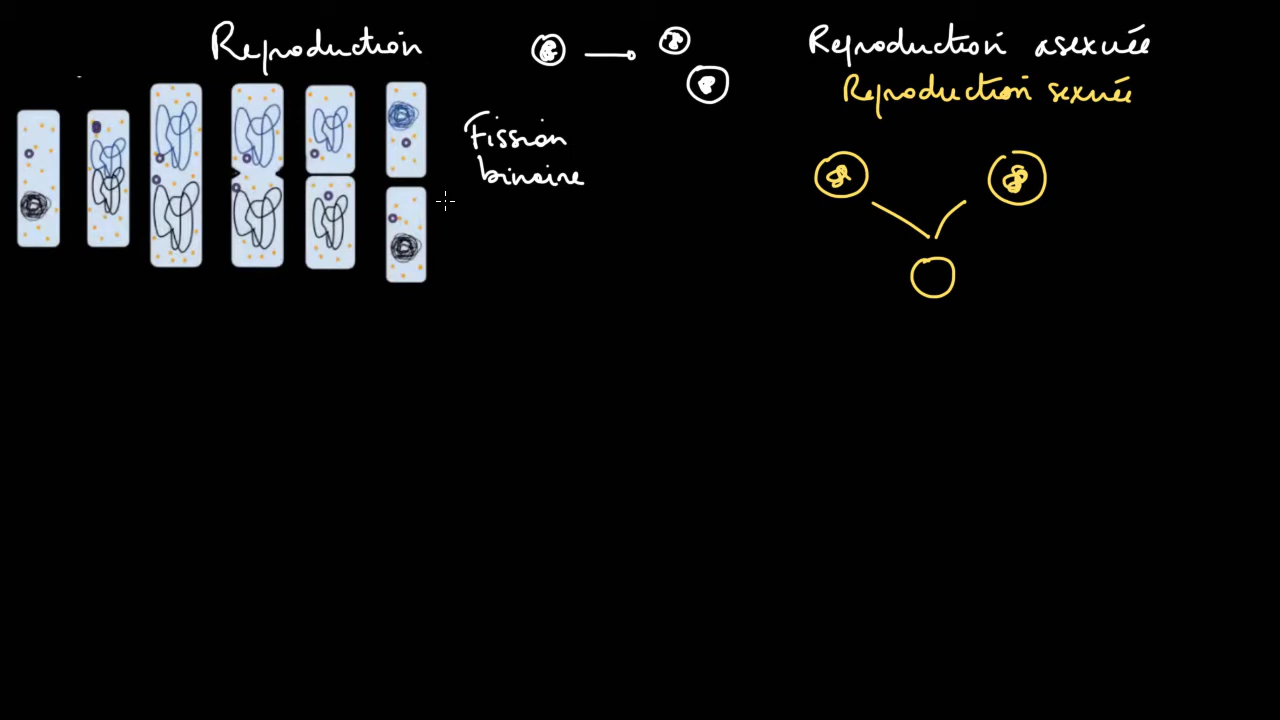 Reproduction
Reproduction asexuée
Reproduction sexuée
Fission
binaire